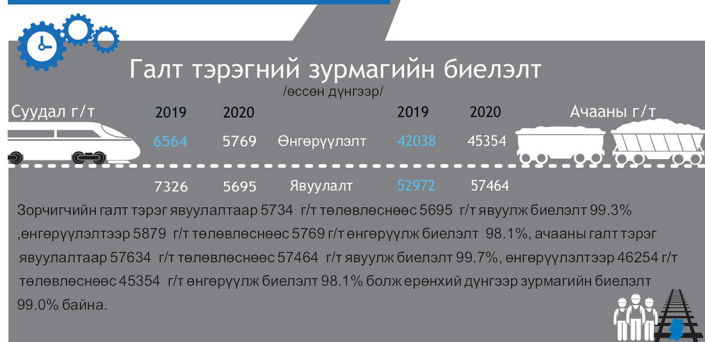 Галт тэрэгний зурмагийн биелэлт
/өссөн дүнгээр/
Суудал г/т 2019 2020 2019 2020 Ачааны г/т
6564 5769 Өнгөрүүлэлт 42038 45354
7326 5695 Явуулалт 52972 57464
Зорчигчийн галт тэрэг явуулалтаар 5734 г/т төлөвлөснөөс 5695 г/т явуулж биелэлт 99.3%
,өнгөрүүлэлтээр 5879 г/т төлөвлөснөөс 5769 г/т өнгөрүүлж биелэлт 98.1%, ачааны галт тэрэг
явуулалтаар 57634 г/т төлөвлөснөөс 57464 г/т явуулж биелэлт 99.7%, өнгөрүүлэлтээр 46254 г/т
төлөвлөснөөс 45354 г/т өнгөрүүлж биелэлт 98.1% болж ерөнхий дүнгээр зурмагийн биелэлт
99.0% байна.